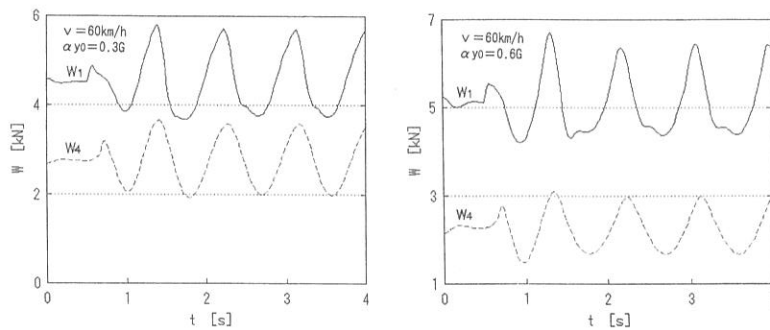 v=60km/h
αy0=0.3G
W1
W4
6
4
2
0
W [kN]
0 1 2 3 4
t [s]
v=60km/h
αy0=0.6G
W1
W4
7
5
3
1
W [kN]
0 1 2 3 4
t [s]